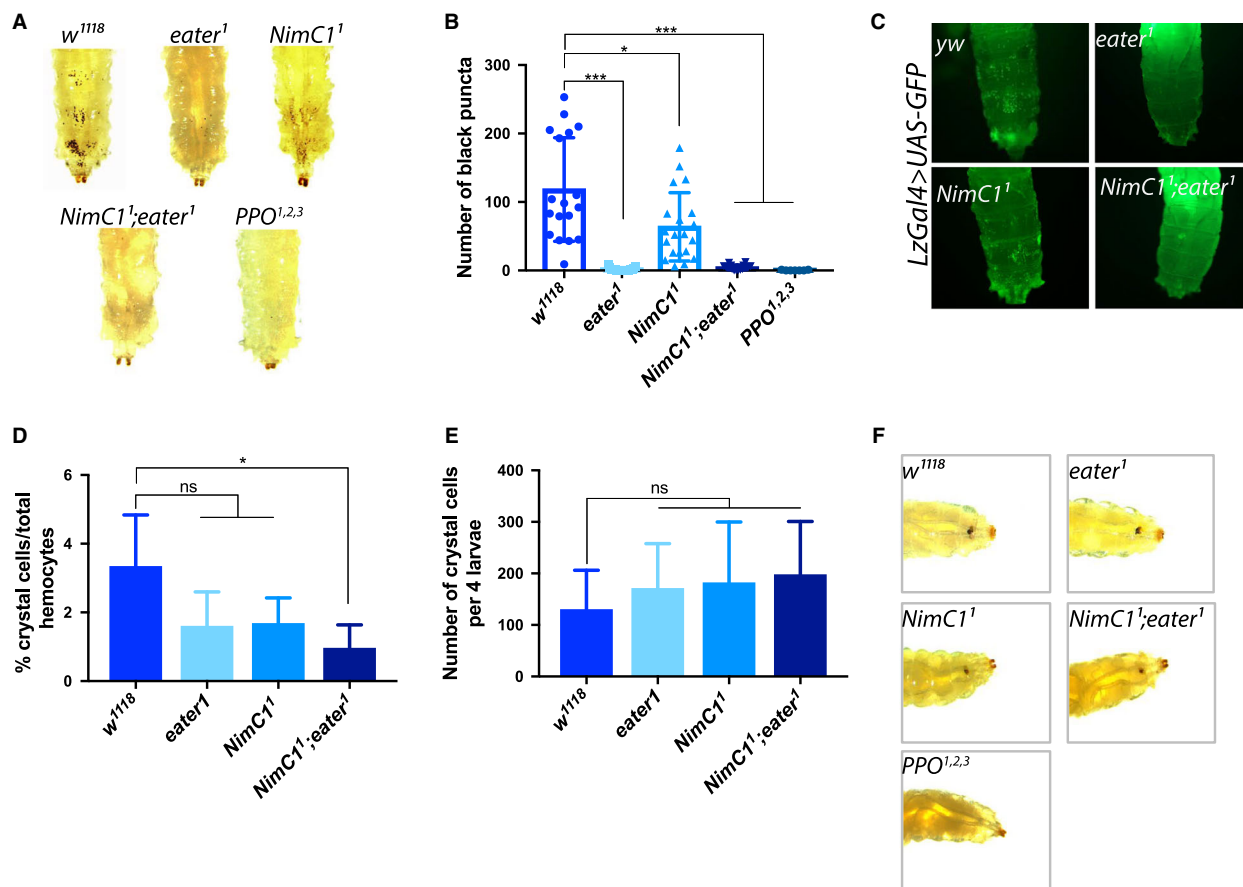 A
w¹¹¹⁸
eater¹
NimC1¹
NimC1¹;eater¹
PPO¹,²,³
B
Number of black puncta
300
200
100
0
***
*
***
w¹¹¹⁸
eater¹
NimC1¹
NimC1¹;eater¹
PPO¹,²,³
C
LzGal4>UAS-GFP
yw
eater¹
NimC1¹
NimC1¹;eater¹
D
% crystal cells/total
hemocytes
6
4
2
0
*
ns
w¹¹¹⁸
eater1
NimC1¹
NimC1¹;eater¹
E
Number of crystal cells
per 4 larvae
400
300
200
100
0
ns
w¹¹¹⁸
eater1
NimC1¹
NimC1¹;eater¹
F
w¹¹¹⁸
eater¹
NimC1¹
NimC1¹;eater¹
PPO¹,²,³